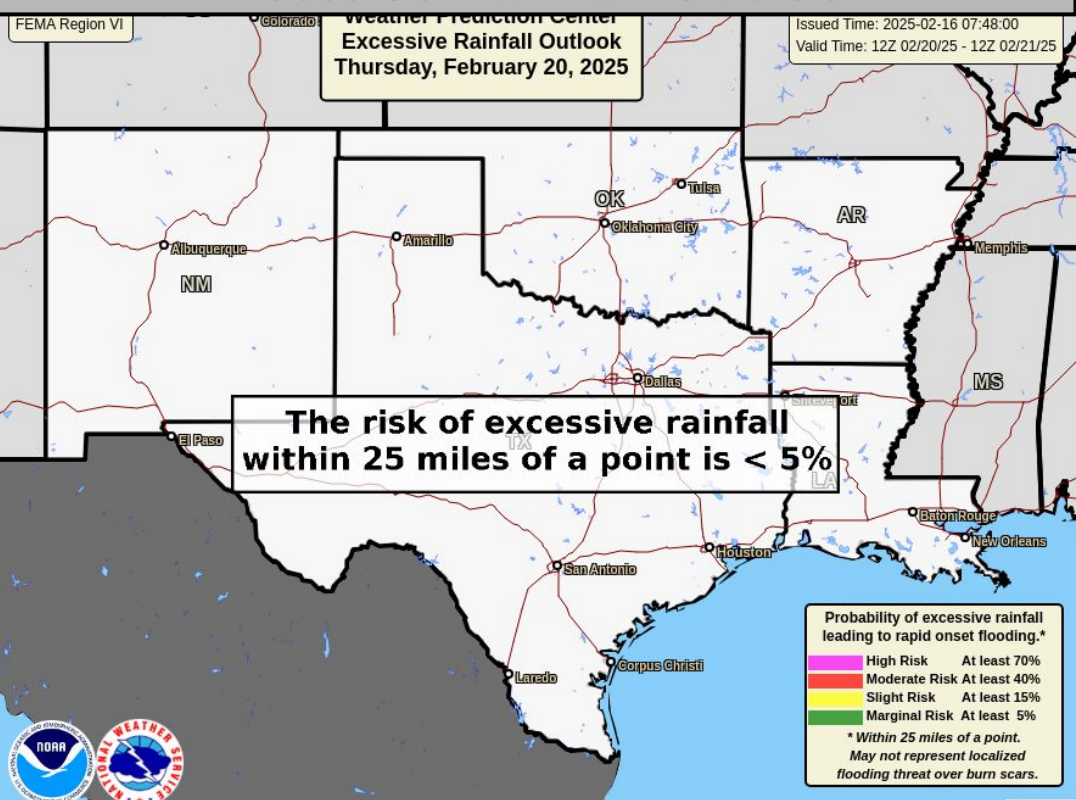 FEMA Region VI
Weather Prediction Center
Excessive Rainfall Outlook
Thursday, February 20, 2025
Issued Time: 2025-02-16 07:48:00
Valid Time: 12Z 02/20/25 - 12Z 02/21/25
Colorado
Tulsa
OK
Oklahoma City
AR
Amarillo
Albuquerque
Memphis
NM
Dallas
MS
Shreveport
The risk of excessive rainfall
within 25 miles of a point is < 5%
TX
El Paso
LA
Baton Rouge
New Orleans
Houston
San Antonio
Corpus Christi
Laredo
Probability of excessive rainfall
leading to rapid onset flooding.*
High Risk At least 70%
Moderate Risk At least 40%
Slight Risk At least 15%
Marginal Risk At least 5%
* Within 25 miles of a point.
May not represent localized
flooding threat over burn scars.
NOAA
NATIONAL WEATHER SERVICE